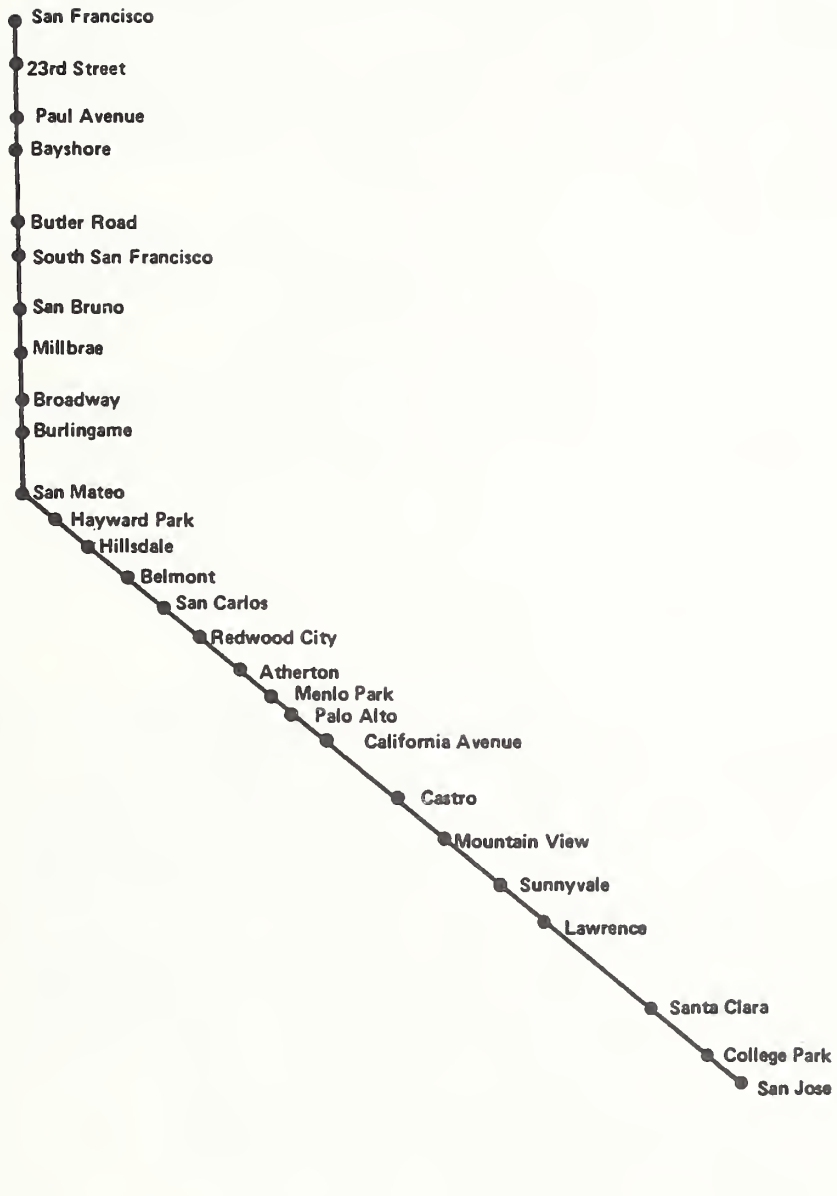 San Francisco
23rd Street
Paul Avenue
Bayshore
Butler Road
South San Francisco
San Bruno
Millbrae
Broadway
Burlingame
San Mateo
Hayward Park
Hillsdale
Belmont
San Carlos
Redwood City
Atherton
Menlo Park
Palo Alto
California Avenue
Castro
Mountain View
Sunnyvale
Lawrence
Santa Clara
College Park
San Jose